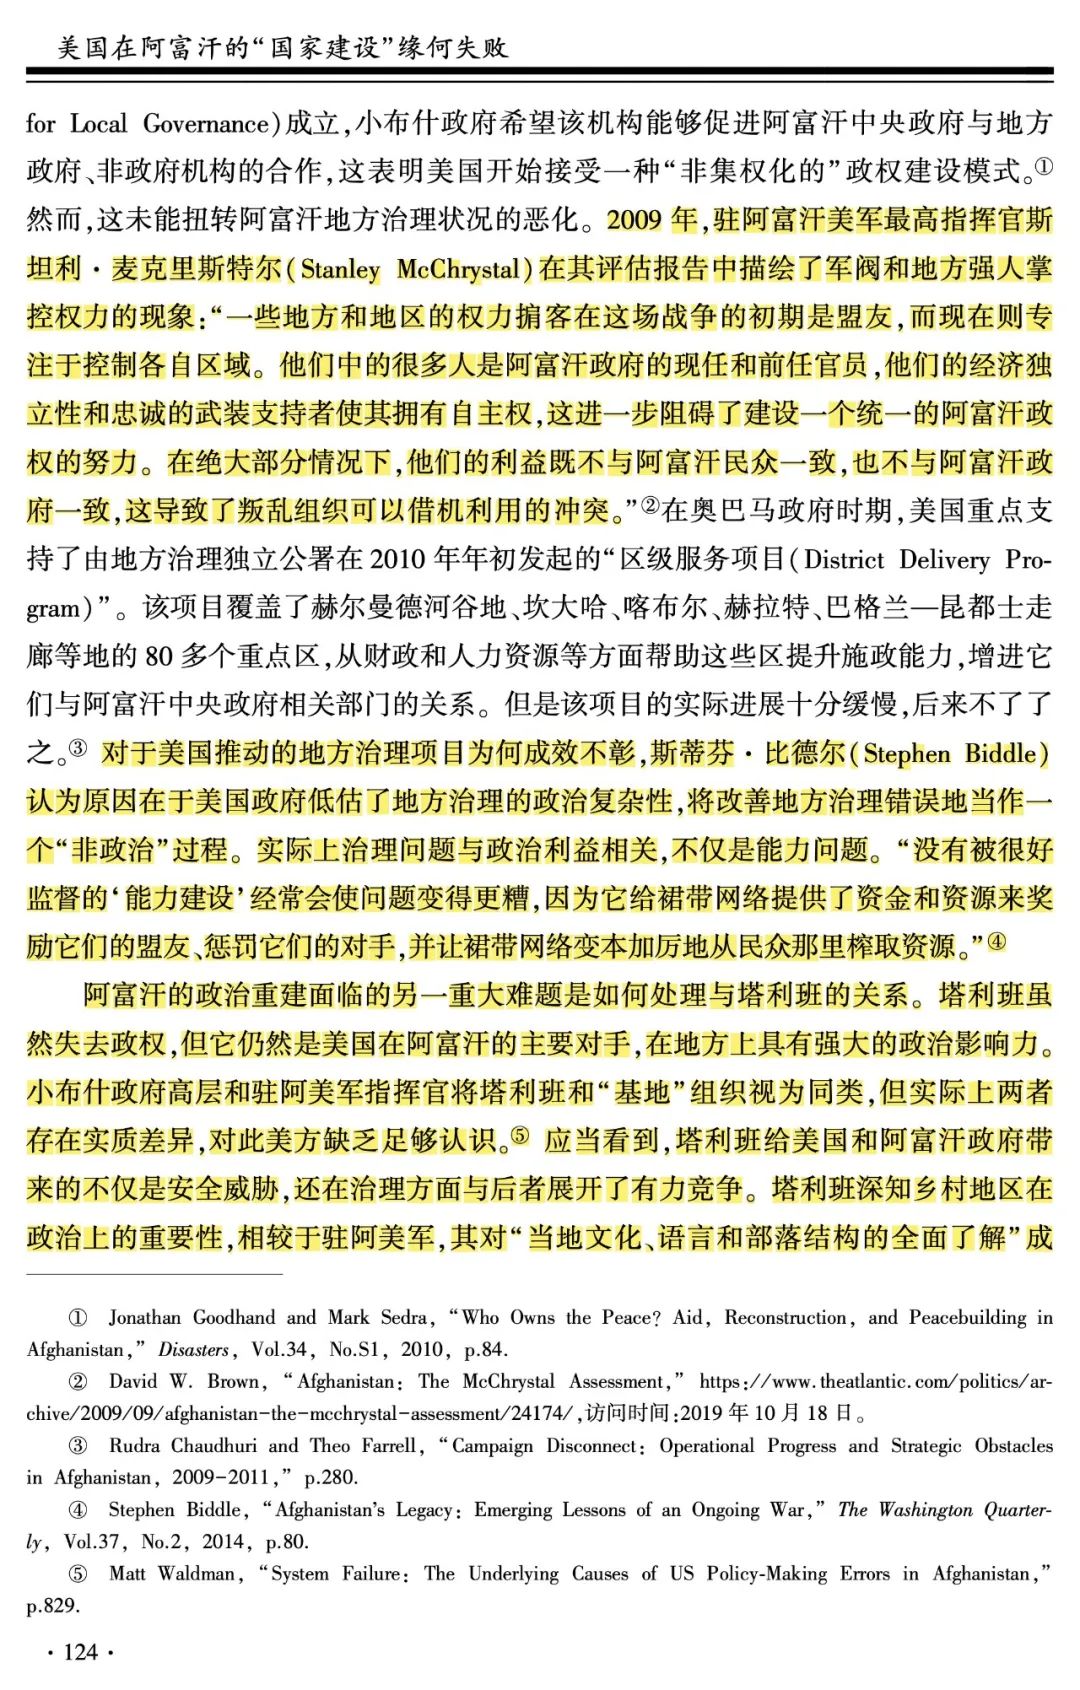 美国在阿富汗的“国家建设”缘何失败
for Local Governance)成立,小布什政府希望该机构能够促进阿富汗中央政府与地方
政府、非政府机构的合作,这表明美国开始接受一种“非集权化的”政权建设模式。①
然而,这未能扭转阿富汗地方治理状况的恶化。2009 年,驻阿富汗美军最高指挥官斯
坦利·麦克里斯特尔(Stanley McChrystal)在其评估报告中描绘了军阀和地方强人掌
控权力的现象:“一些地方和地区的权力掮客在这场战争的初期是盟友,而现在则专
注于控制各自区域。他们中的很多人是阿富汗政府的现任和前任官员,他们的经济独
立性和忠诚的武装支持者使其拥有自主权,这进一步阻碍了建设一个统一的阿富汗政
权的努力。在绝大部分情况下,他们的利益既不与阿富汗民众一致,也不与阿富汗政
府一致,这导致了叛乱组织可以借机利用的冲突。”②在奥巴马政府时期,美国重点支
持了由地方治理独立公署在 2010 年年初发起的“区级服务项目(District Delivery Pro-
gram)”。该项目覆盖了赫尔曼德河谷地、坎大哈、喀布尔、赫拉特、巴格兰—昆都士走
廊等地的 80 多个重点区,从财政和人力资源等方面帮助这些区提升施政能力,增进它
们与阿富汗中央政府相关部门的关系。但是该项目的实际进展十分缓慢,后来不了了
之。③ 对于美国推动的地方治理项目为何成效不彰,斯蒂芬·比德尔(Stephen Biddle)
认为原因在于美国政府低估了地方治理的政治复杂性,将改善地方治理错误地当作一
个“非政治”过程。实际上治理问题与政治利益相关,不仅是能力问题。“没有被很好
监督的‘能力建设’经常会使问题变得更糟,因为它给裙带网络提供了资金和资源来奖
励它们的盟友、惩罚它们的对手,并让裙带网络变本加厉地从民众那里榨取资源。”④
阿富汗的政治重建面临的另一重大难题是如何处理与塔利班的关系。塔利班虽
然失去政权,但它仍然是美国在阿富汗的主要对手,在地方上具有强大的政治影响力。
小布什政府高层和驻阿美军指挥官将塔利班和“基地”组织视为同类,但实际上两者
存在实质差异,对此美方缺乏足够认识。⑤ 应当看到,塔利班给美国和阿富汗政府带
来的不仅是安全威胁,还在治理方面与后者展开了有力竞争。塔利班深知乡村地区在
政治上的重要性,相较于驻阿美军,其对“当地文化、语言和部落结构的全面了解”成
① Jonathan Goodhand and Mark Sedra, “Who Owns the Peace? Aid, Reconstruction, and Peacebuilding in
Afghanistan,” Disasters, Vol.34, No.S1, 2010, p.84.
② David W. Brown, “Afghanistan: The McChrystal Assessment,” https://www.theatlantic.com/politics/ar-
chive/2009/09/afghanistan-the-mcchrystal-assessment/24174/,访问时间:2019 年 10 月 18 日。
③ Rudra Chaudhuri and Theo Farrell, “Campaign Disconnect: Operational Progress and Strategic Obstacles
in Afghanistan, 2009-2011,” p.280.
④ Stephen Biddle, “Afghanistan’s Legacy: Emerging Lessons of an Ongoing War,” The Washington Quarter-
ly, Vol.37, No.2, 2014, p.80.
⑤ Matt Waldman, “System Failure: The Underlying Causes of US Policy-Making Errors in Afghanistan,”
p.829.
· 124 ·